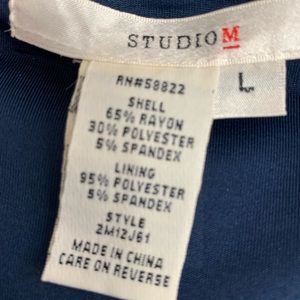 STUDIO M
L
RN#58822
SHELL
65% RAYON
30% POLYESTER
5% SPANDEX
LINING
95% POLYESTER
5% SPANDEX
STYLE
2M12J61
MADE IN CHINA
CARE ON REVERSE